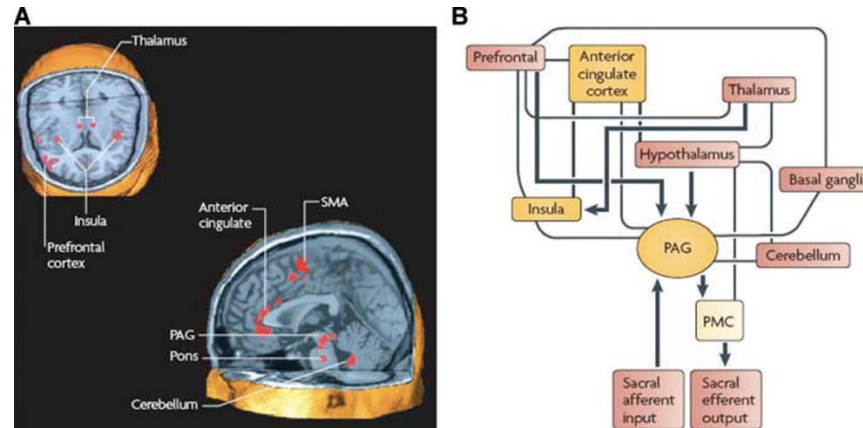 A
Thalamus
Insula
Prefrontal
cortex
Anterior
cingulate
SMA
PAG
Pons
Cerebellum
B
Prefrontal
Anterior
cingulate
cortex
Thalamus
Hypothalamus
Basal gangli
Insula
PAG
Cerebellum
PMC
Sacral
afferent
input
Sacral
efferent
output